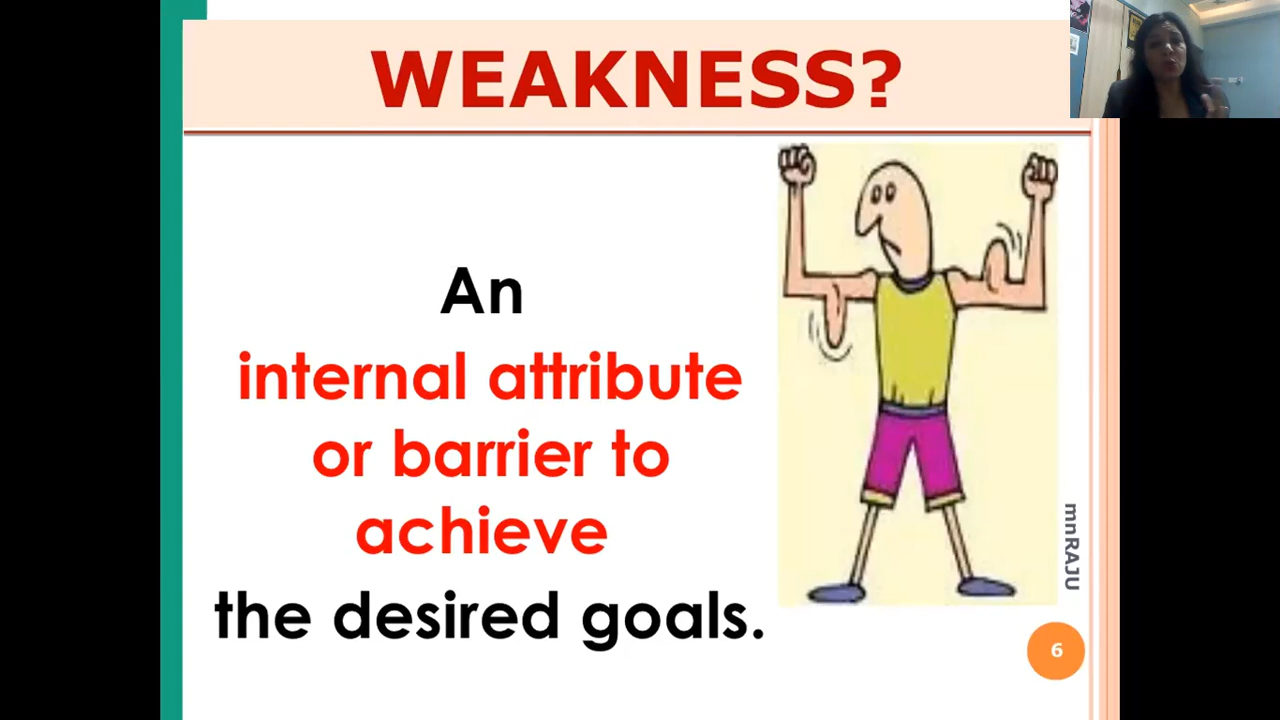 WEAKNESS?
An
internal attribute
or barrier to
achieve
the desired goals.
mnRAJU
6